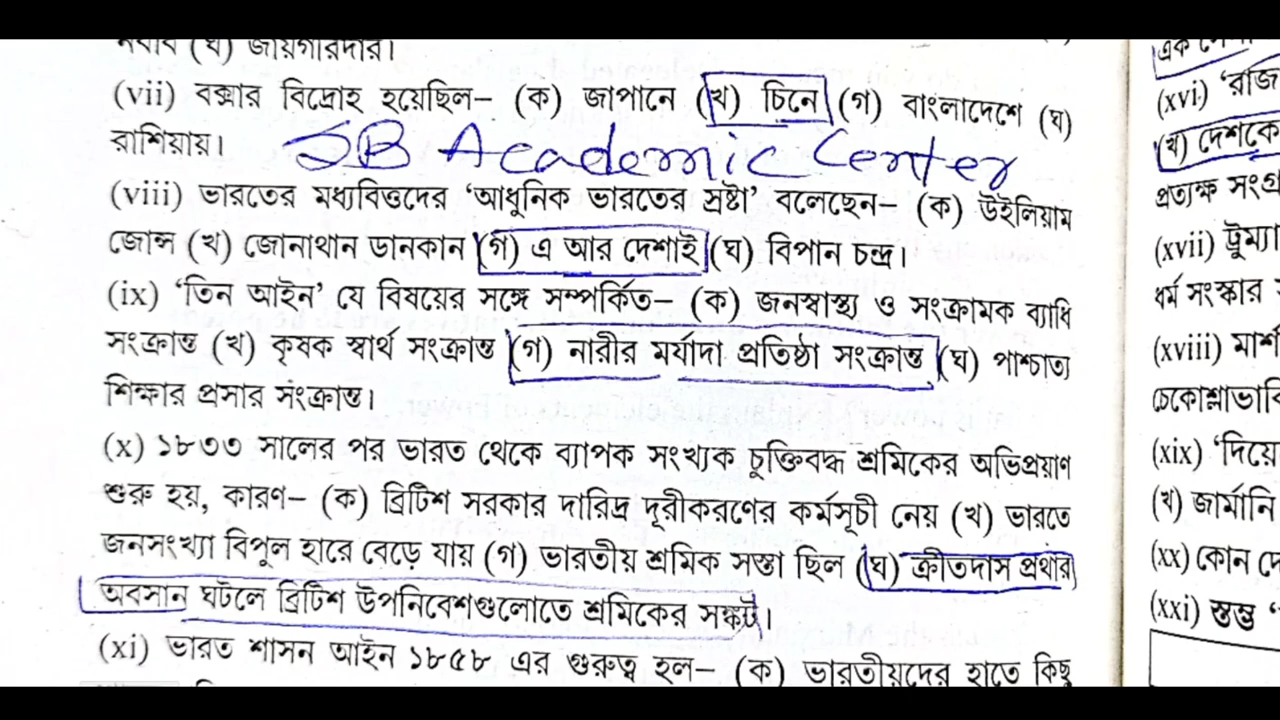 নবাব (ঘ) জায়গিরদার।
(vii) বক্সার বিদ্রোহ হয়েছিল– (ক) জাপানে (খ) চিনে (গ) বাংলাদেশে (ঘ)
রাশিয়ায়।
SB Academic Center
(viii) ভারতের মধ্যবিত্তদের ‘আধুনিক ভারতের স্রষ্টা’ বলেছেন– (ক) উইলিয়াম
জোন্স (খ) জোনাথান ডানকান (গ) এ আর দেশাই (ঘ) বিপান চন্দ্র।
(ix) ‘তিন আইন’ যে বিষয়ের সঙ্গে সম্পর্কিত– (ক) জনস্বাস্থ্য ও সংক্রামক ব্যাধি
সংক্রান্ত (খ) কৃষক স্বার্থ সংক্রান্ত (গ) নারীর মর্যাদা প্রতিষ্ঠা সংক্রান্ত (ঘ) পাশ্চাত্য
শিক্ষার প্রসার সংক্রান্ত।
(x) ১৮৩৩ সালের পর ভারত থেকে ব্যাপক সংখ্যক চুক্তিবদ্ধ শ্রমিকের অভিপ্রয়াণ
শুরু হয়, কারণ– (ক) ব্রিটিশ সরকার দারিদ্র দূরীকরণের কর্মসূচী নেয় (খ) ভারতে
জনসংখ্যা বিপুল হারে বেড়ে যায় (গ) ভারতীয় শ্রমিক সস্তা ছিল (ঘ) ক্রীতদাস প্রথার
অবসান ঘটলে ব্রিটিশ উপনিবেশগুলোতে শ্রমিকের সঙ্কট।
(xi) ভারত শাসন আইন ১৮৫৮ এর গুরুত্ব হল– (ক) ভারতীয়দের হাতে কিছু
এক
(xvi) ‘রাজ
(খ) দেশকে
প্রত্যক্ষ সংগ্র
(xvii) ট্রুম্যা
ধর্ম সংস্কার
(xviii) মার্শ
চেকোশ্লাভাকি
(xix) ‘দিয়ে
(খ) জার্মানি
(xx) কোন দে
(xxi) স্তম্ভ ‘